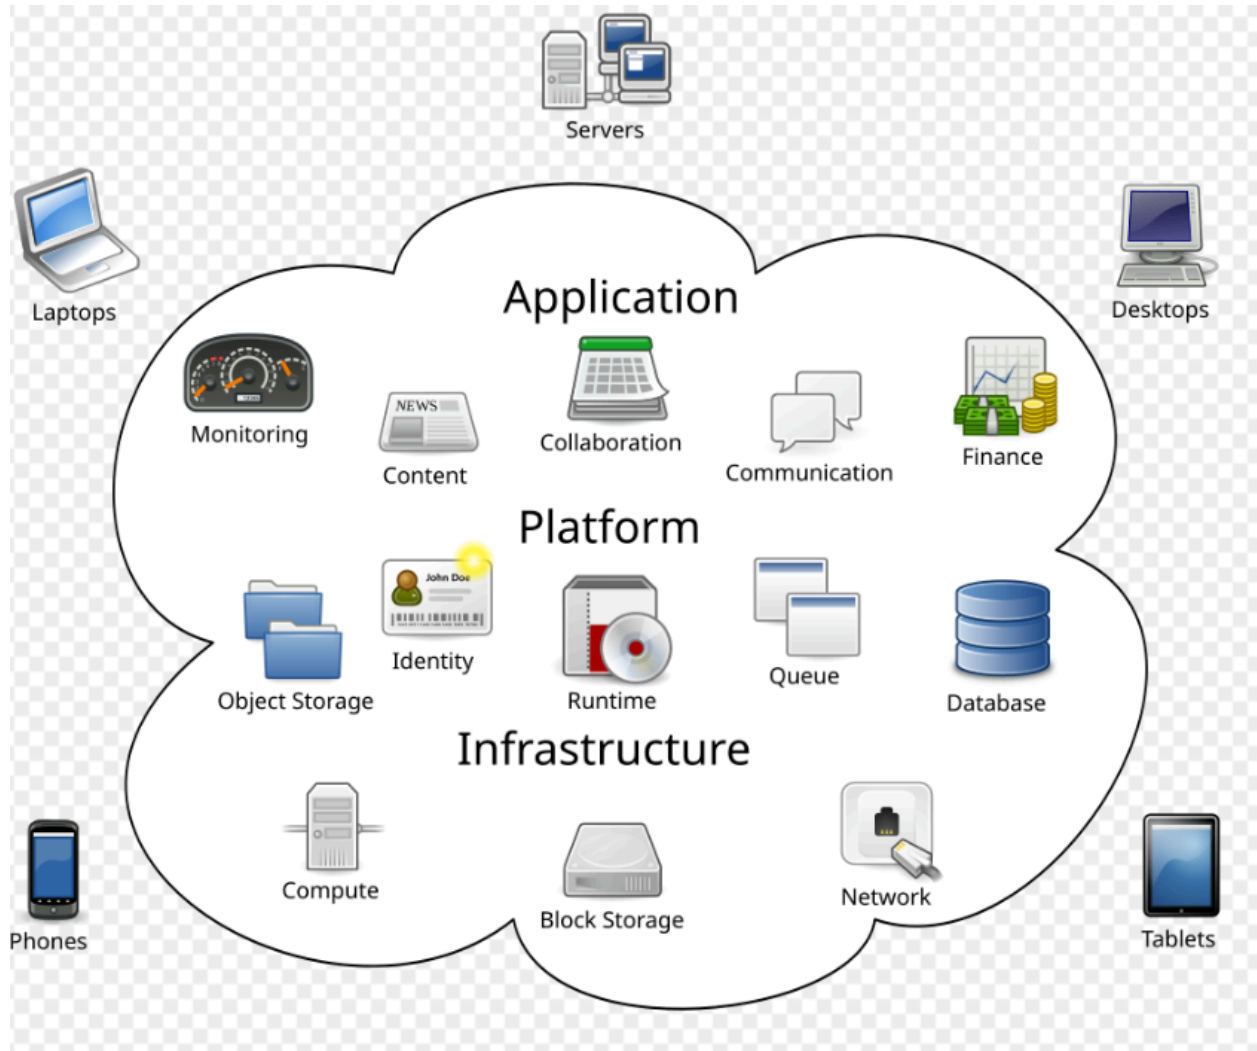 Servers
Laptops
Desktops
Application
Monitoring
NEWS
Content
Collaboration
Communication
Finance
Platform
John Doe
Object Storage
Identity
Runtime
Queue
Database
Infrastructure
Compute
Block Storage
Network
Phones
Tablets